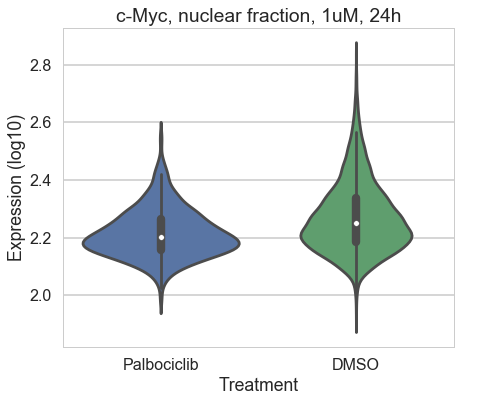 c-Myc, nuclear fraction, 1uM, 24h
Expression (log10)
2.8
2.6
2.4
2.2
2.0
Palbociclib DMSO
Treatment